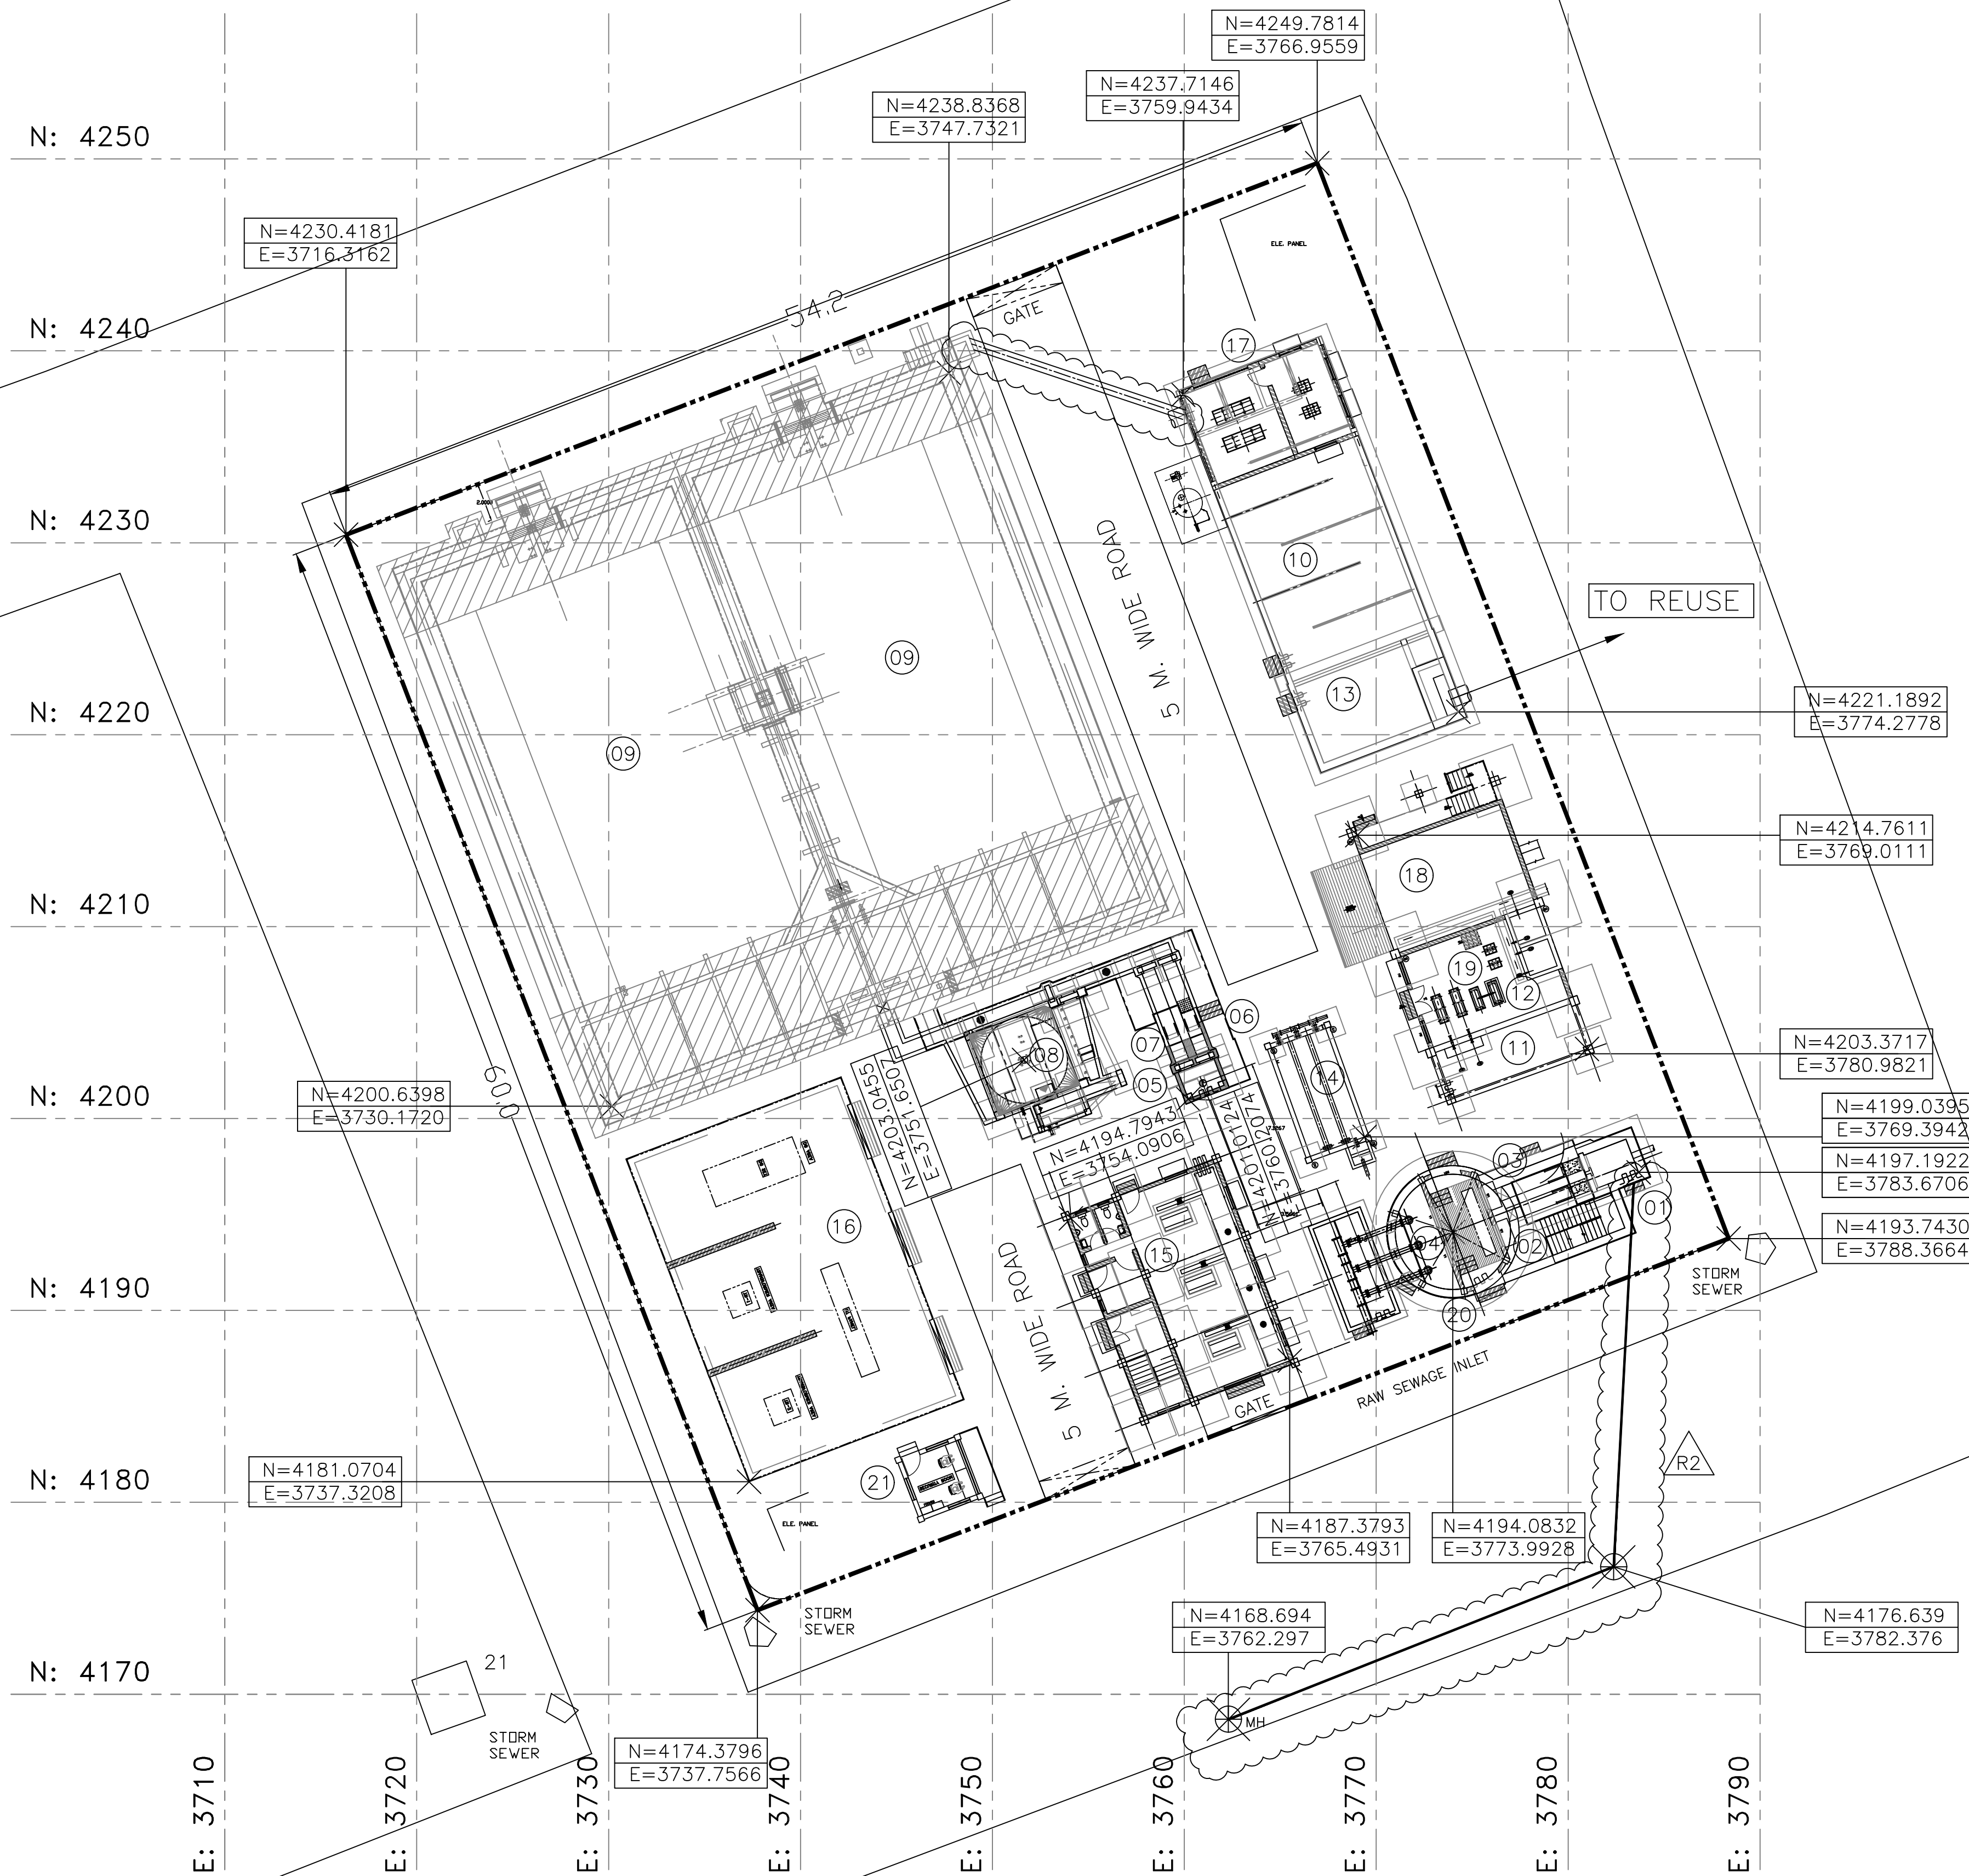 N=4249.7814
E=3766.9559
N=4237.7146
E=3759.9434
N=4238.8368
E=3747.7321
N: 4250
N=4230.4181
E=3716.3162
ELE. PANEL
54.2
GATE
N: 4240
17
2.0000
N: 4230
5 M. WIDE ROAD
10
TO REUSE
09
09
13
N=4221.1892
E=3774.2778
N: 4220
N=4214.7611
E=3769.0111
18
N: 4210
19
12
06
07
08
11
05
14
N=4203.3717
E=3780.9821
60.0
N=4200.6398
E=3730.1720
N: 4200
N=4203.0455
E=3751.6507
N=4194.7943
E=3754.0906
N=4201.0124
E=3760.2074
N=4199.0395
E=3769.3942
N=4197.1922
E=3783.6706
N=4193.7430
E=3788.3664
03
01
04
02
16
15
20
STORM
SEWER
N: 4190
5 M. WIDE ROAD
RAW SEWAGE INLET
GATE
R2
N: 4180
N=4181.0704
E=3737.3208
21
ELE. PANEL
N=4187.3793
E=3765.4931
N=4194.0832
E=3773.9928
STORM
SEWER
N=4168.694
E=3762.297
N=4176.639
E=3782.376
N: 4170
21
MH
STORM
SEWER
N=4174.3796
E=3737.7566
E: 3710
E: 3720
E: 3730
E: 3740
E: 3750
E: 3760
E: 3770
E: 3780
E: 3790